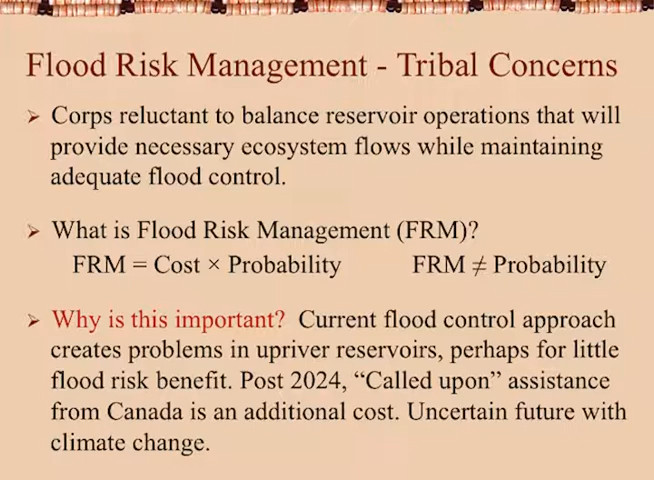 Flood Risk Management - Tribal Concerns
➢ Corps reluctant to balance reservoir operations that will
provide necessary ecosystem flows while maintaining
adequate flood control.
➢ What is Flood Risk Management (FRM)?
FRM = Cost × Probability FRM ≠ Probability
➢ Why is this important? Current flood control approach
creates problems in upriver reservoirs, perhaps for little
flood risk benefit. Post 2024, “Called upon” assistance
from Canada is an additional cost. Uncertain future with
climate change.